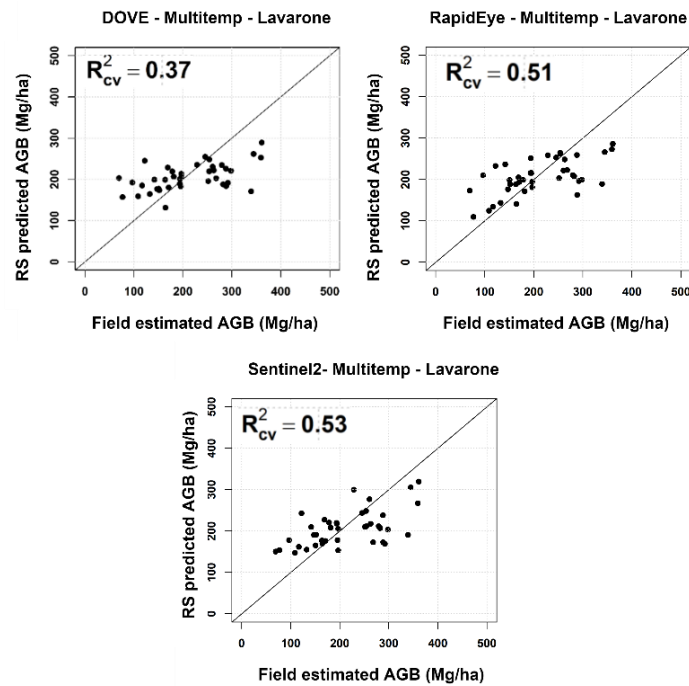 DOVE - Multitemp - Lavarone
R²cv = 0.37
RS predicted AGB (Mg/ha)
500
400
300
200
100
0
0 100 200 300 400 500
Field estimated AGB (Mg/ha)
RapidEye - Multitemp - Lavarone
R²cv = 0.51
RS predicted AGB (Mg/ha)
500
400
300
200
100
0
0 100 200 300 400 500
Field estimated AGB (Mg/ha)
Sentinel2- Multitemp - Lavarone
R²cv = 0.53
RS predicted AGB (Mg/ha)
500
400
300
200
100
0
0 100 200 300 400 500
Field estimated AGB (Mg/ha)